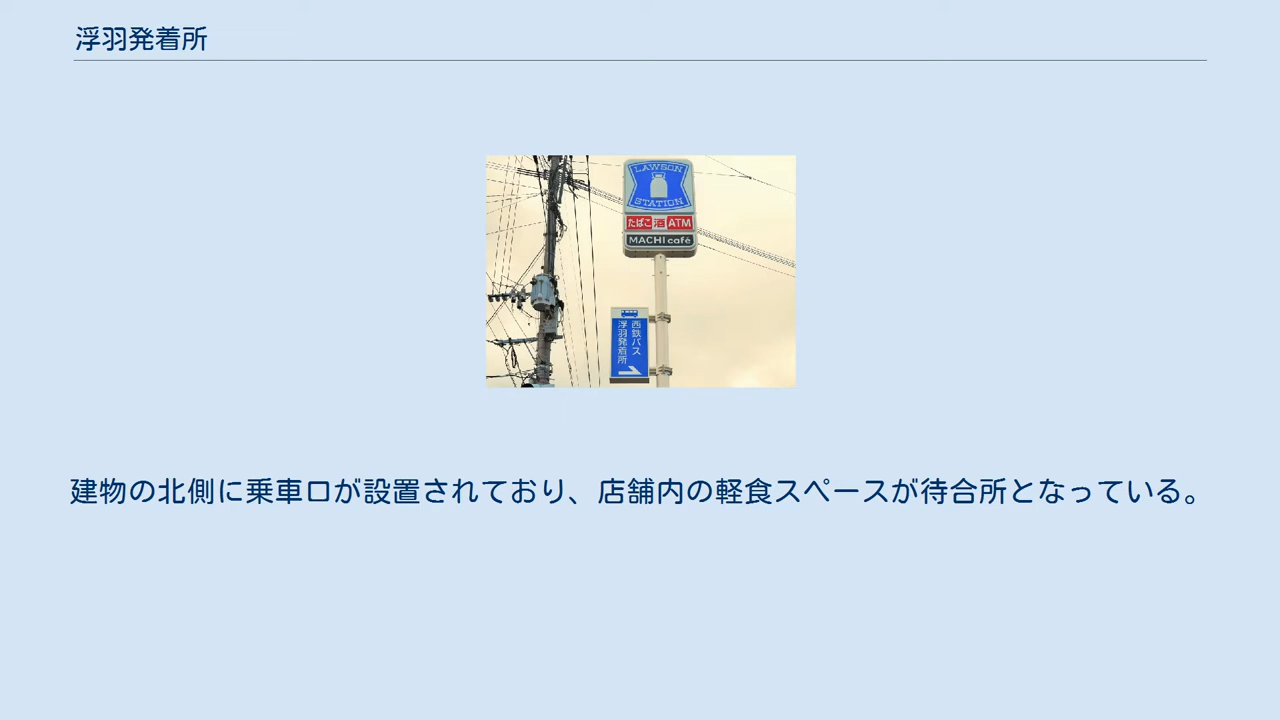 浮羽発着所
LAWSON
STATION
たばこ 酒 ATM
MACHI café
西鉄バス
浮羽発着所
建物の北側に乗車口が設置されており、店舗内の軽食スペースが待合所となっている。